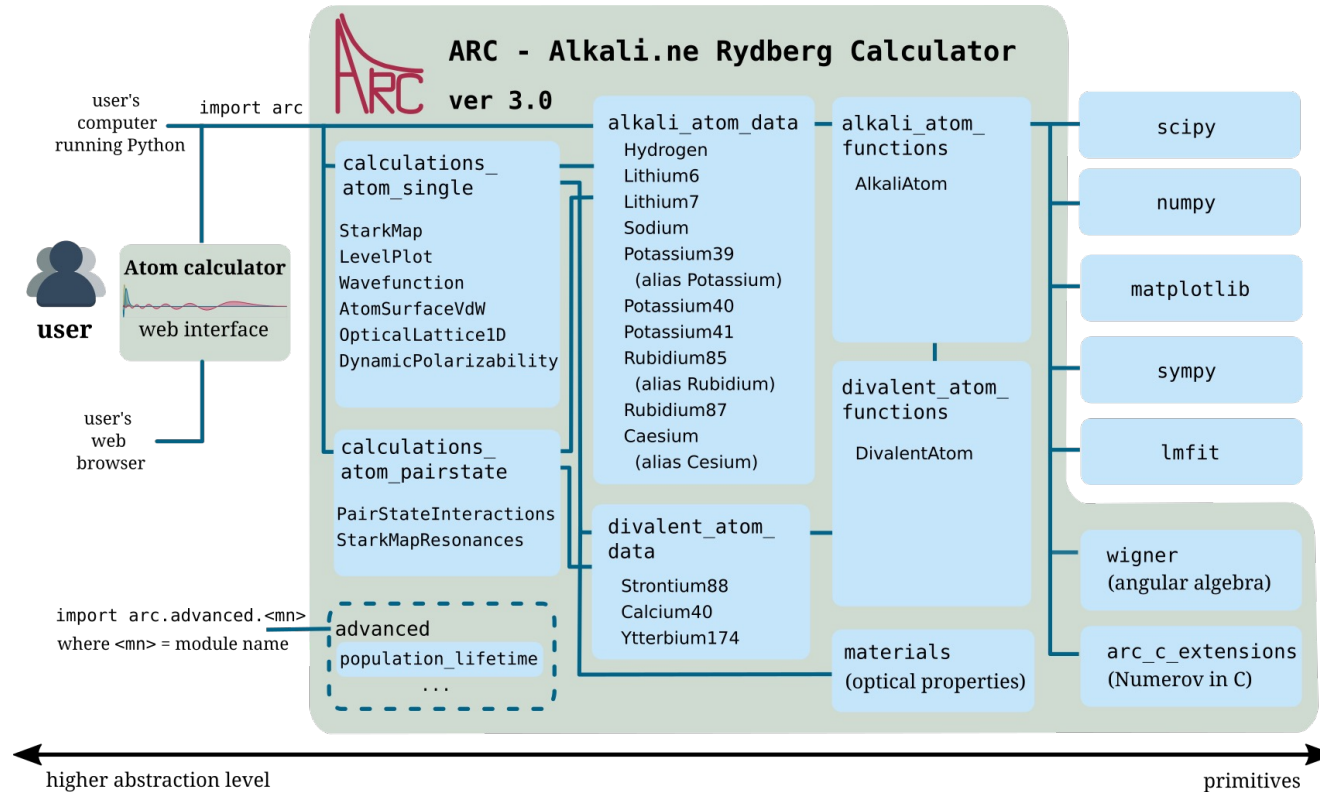 ARC
ARC - Alkali.ne Rydberg Calculator
ver 3.0
user's
computer
running Python
import arc
user
Atom calculator
web interface
user's
web
browser
import arc.advanced.<mn>
where <mn> = module name
calculations_
atom_single
StarkMap
LevelPlot
Wavefunction
AtomSurfaceVdW
OpticalLattice1D
DynamicPolarizability
calculations_
atom_pairstate
PairStateInteractions
StarkMapResonances
advanced
population_lifetime
...
alkali_atom_data
Hydrogen
Lithium6
Lithium7
Sodium
Potassium39
(alias Potassium)
Potassium40
Potassium41
Rubidium85
(alias Rubidium)
Rubidium87
Caesium
(alias Cesium)
divalent_atom_
data
Strontium88
Calcium40
Ytterbium174
alkali_atom_
functions
AlkaliAtom
divalent_atom_
functions
DivalentAtom
materials
(optical properties)
scipy
numpy
matplotlib
sympy
lmfit
wigner
(angular algebra)
arc_c_extensions
(Numerov in C)
higher abstraction level
primitives